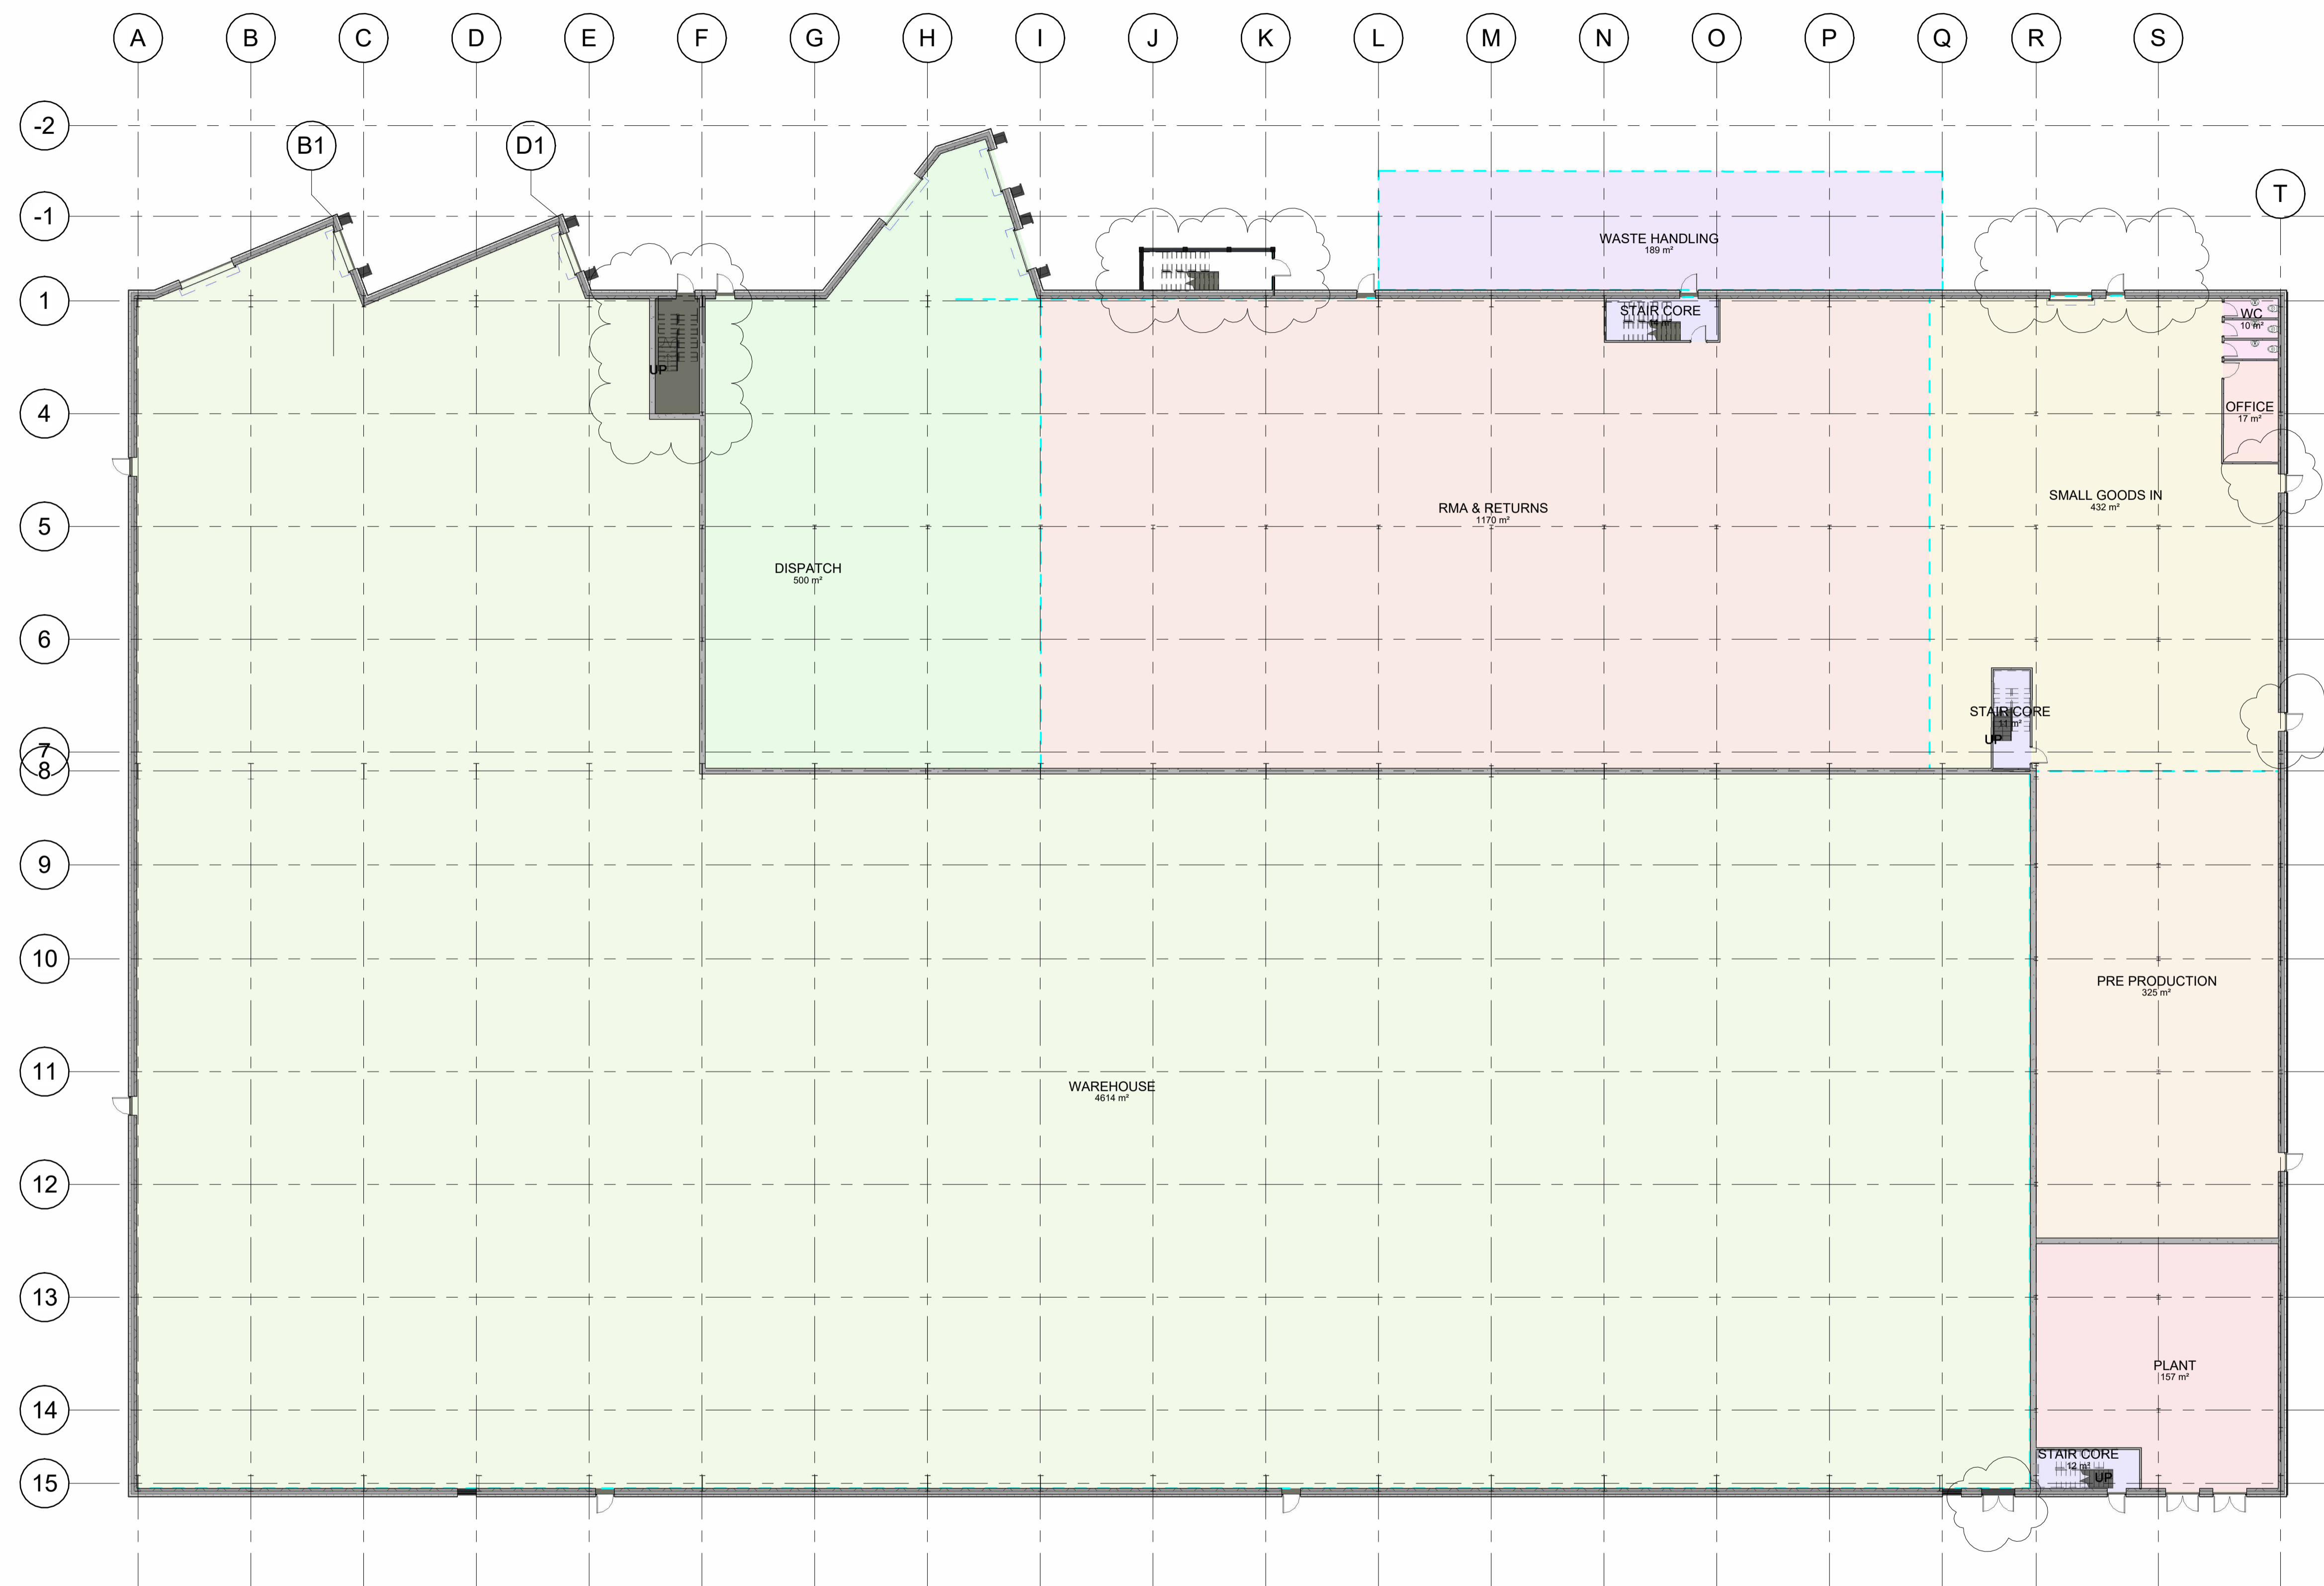 A B C D E F G H I J K L M N O P Q R S
-2
B1 D1
T
-1
WASTE HANDLING
189 m²
1
STAIR CORE
WC
10 m²
UP
4
OFFICE
17 m²
SMALL GOODS IN
432 m²
RMA & RETURNS
1170 m²
5
DISPATCH
500 m²
6
STAIR CORE
11 m²
UP
7
8
9
10
PRE PRODUCTION
325 m²
11
WAREHOUSE
4614 m²
12
13
PLANT
157 m²
14
STAIR CORE
12 m²
UP
15